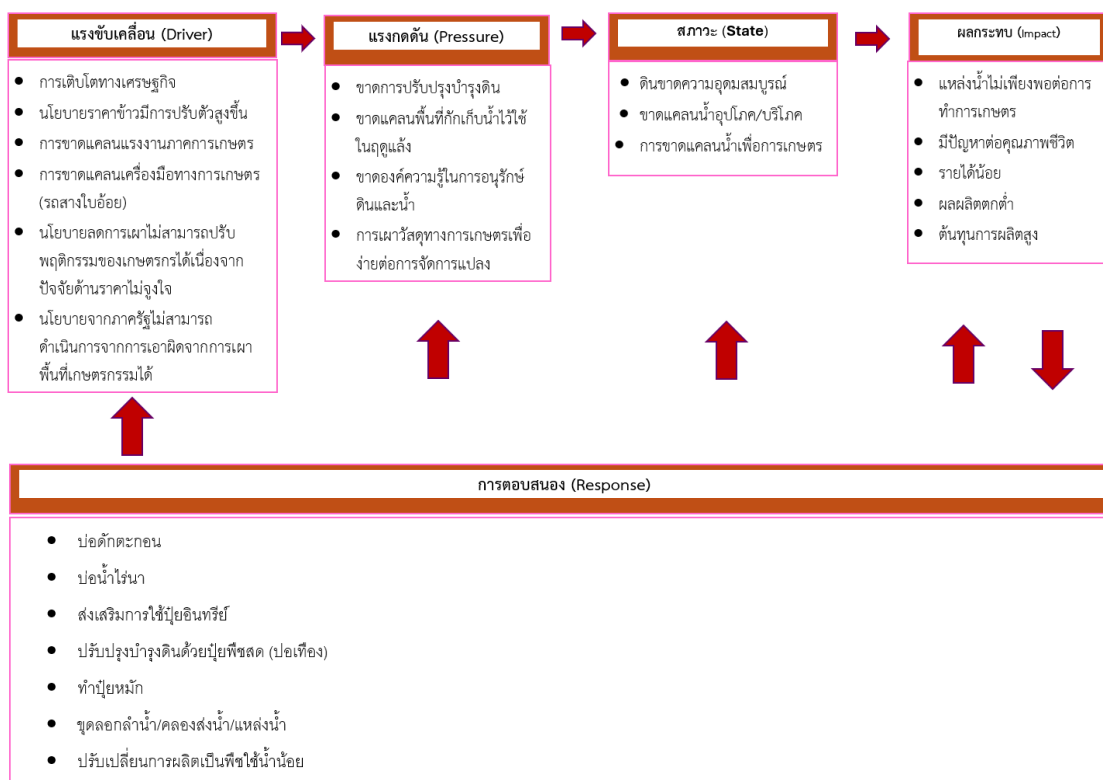 แรงขับเคลื่อน (Driver)
• การเติบโตทางเศรษฐกิจ
• นโยบายราคาข้าวมีการปรับตัวสูงขึ้น
• การขาดแคลนแรงงานภาคการเกษตร
• การขาดแคลนเครื่องมือทางการเกษตร
(รถสางใบอ้อย)
• นโยบายลดการเผาไม่สามารถปรับ
พฤติกรรมของเกษตรกรได้เนื่องจาก
ปัจจัยด้านราคาไม่จูงใจ
• นโยบายจากภาครัฐไม่สามารถ
ดำเนินการจากการเอาผิดจากการเผา
พื้นที่เกษตรกรรมได้
แรงกดดัน (Pressure)
• ขาดการปรับปรุงบำรุงดิน
• ขาดแคลนพื้นที่กักเก็บน้ำไว้ใช้
ในฤดูแล้ง
• ขาดองค์ความรู้ในการอนุรักษ์
ดินและน้ำ
• การเผาวัสดุทางการเกษตรเพื่อ
ง่ายต่อการจัดการแปลง
สภาวะ (State)
• ดินขาดความอุดมสมบูรณ์
• ขาดแคลนน้ำอุปโภค/บริโภค
• การขาดแคลนน้ำเพื่อการเกษตร
ผลกระทบ (Impact)
• แหล่งน้ำไม่เพียงพอต่อการ
ทำการเกษตร
• มีปัญหาต่อคุณภาพชีวิต
• รายได้น้อย
• ผลผลิตตกต่ำ
• ต้นทุนการผลิตสูง
การตอบสนอง (Response)
• บ่อดักตะกอน
• บ่อน้ำไร่นา
• ส่งเสริมการใช้ปุ๋ยอินทรีย์
• ปรับปรุงบำรุงดินด้วยปุ๋ยพืชสด (ปอเทือง)
• ทำปุ๋ยหมัก
• ขุดลอกลำน้ำ/คลองส่งน้ำ/แหล่งน้ำ
• ปรับเปลี่ยนการผลิตเป็นพืชใช้น้ำน้อย